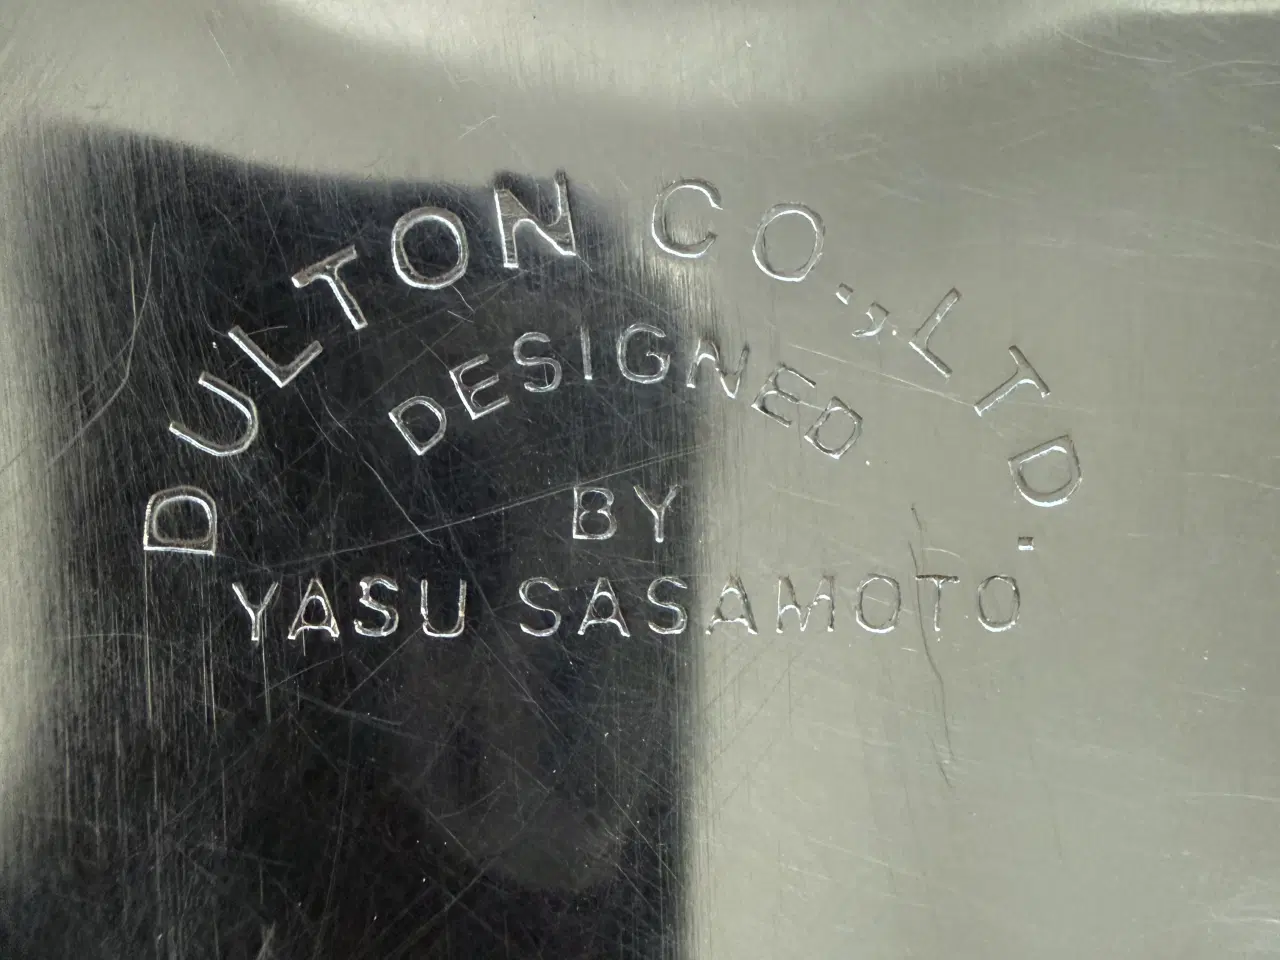 DULTON CO., LTD.
DESIGNED
BY
YASU SASAMOTO